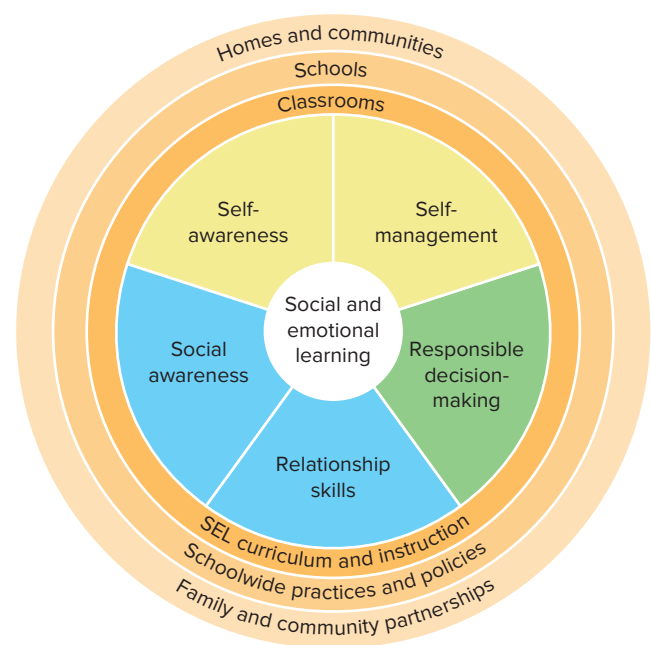 Homes and communities
Schools
Classrooms
Self-
awareness
Self-
management
Social and
emotional
learning
Social
awareness
Responsible
decision-
making
Relationship
skills
SEL curriculum and instruction
Schoolwide practices and policies
Family and community partnerships